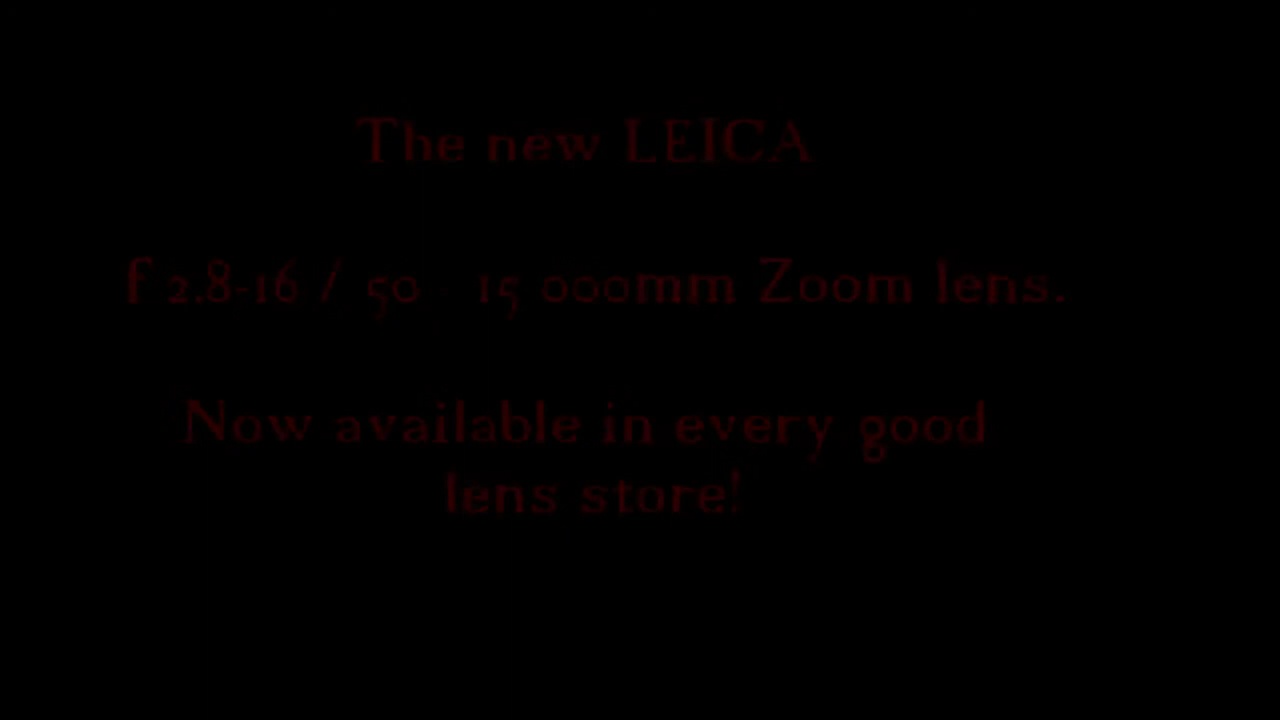 The new LEICA
f 2.8-16 / 50 - 15 000mm Zoom lens.
Now available in every good
lens store!